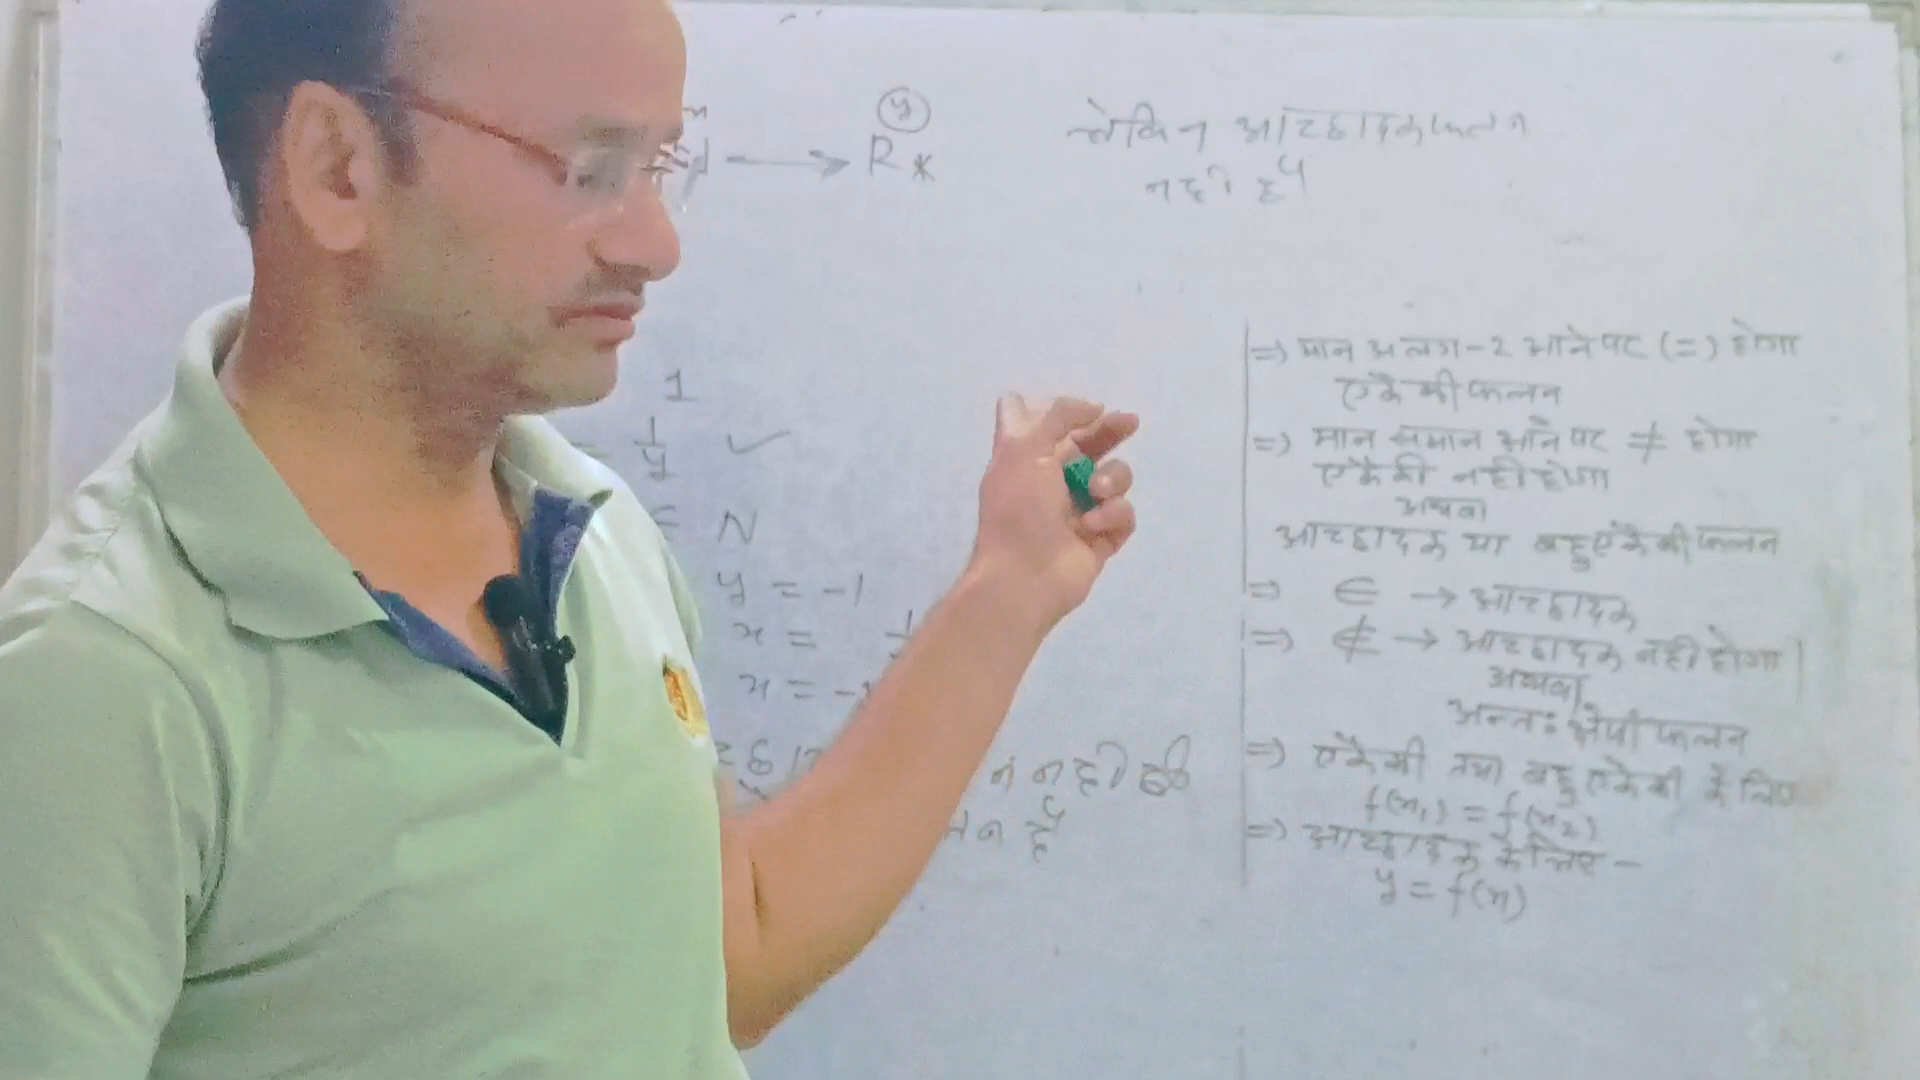 y
→ R*
लेकिन आच्छादक फलन
नही है
1
= 1/y ✓
N
y = -1
x =
x = -1
न नही
है
=) मान अलग-2 आने पर (=) होगा
एकैकी फलन
=) मान समान आने पर ≠ होगा
एकैकी नही होगा
अथवा
आच्छादक या बहुएकैकी फलन
=) ∈ → आच्छादक
=) ∉ → आच्छादक नही होगा
अथवा
अन्तः क्षेपी फलन
=) एकैकी तथा बहुएकैकी के लिए
f(x₁) = f(x₂)
=) आच्छादक के लिए -
y = f(x)